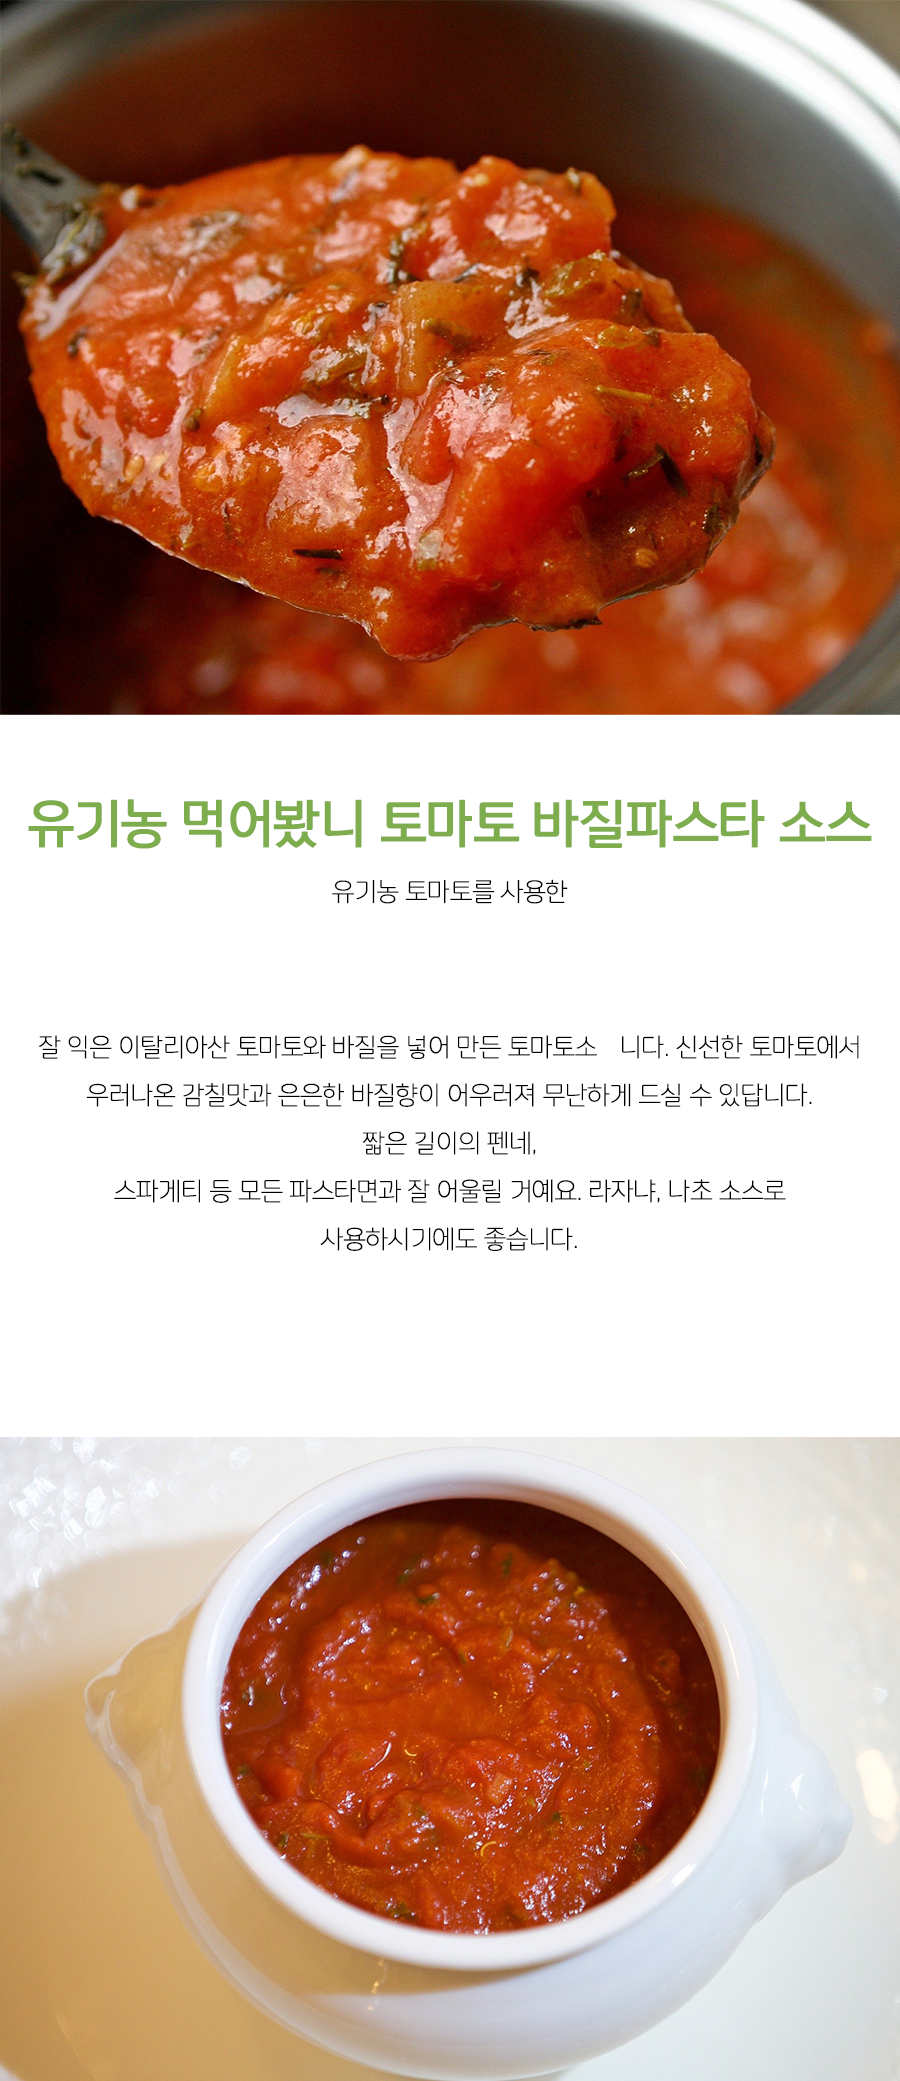 유기농 먹어봤니 토마토 바질파스타 소스
유기농 토마토를 사용한
잘 익은 이탈리아산 토마토와 바질을 넣어 만든 토마토소 니다. 신선한 토마토에서
우러나온 감칠맛과 은은한 바질향이 어우러져 무난하게 드실 수 있답니다.
짧은 길이의 펜네,
스파게티 등 모든 파스타면과 잘 어울릴 거예요. 라자냐, 나초 소스로
사용하시기에도 좋습니다.